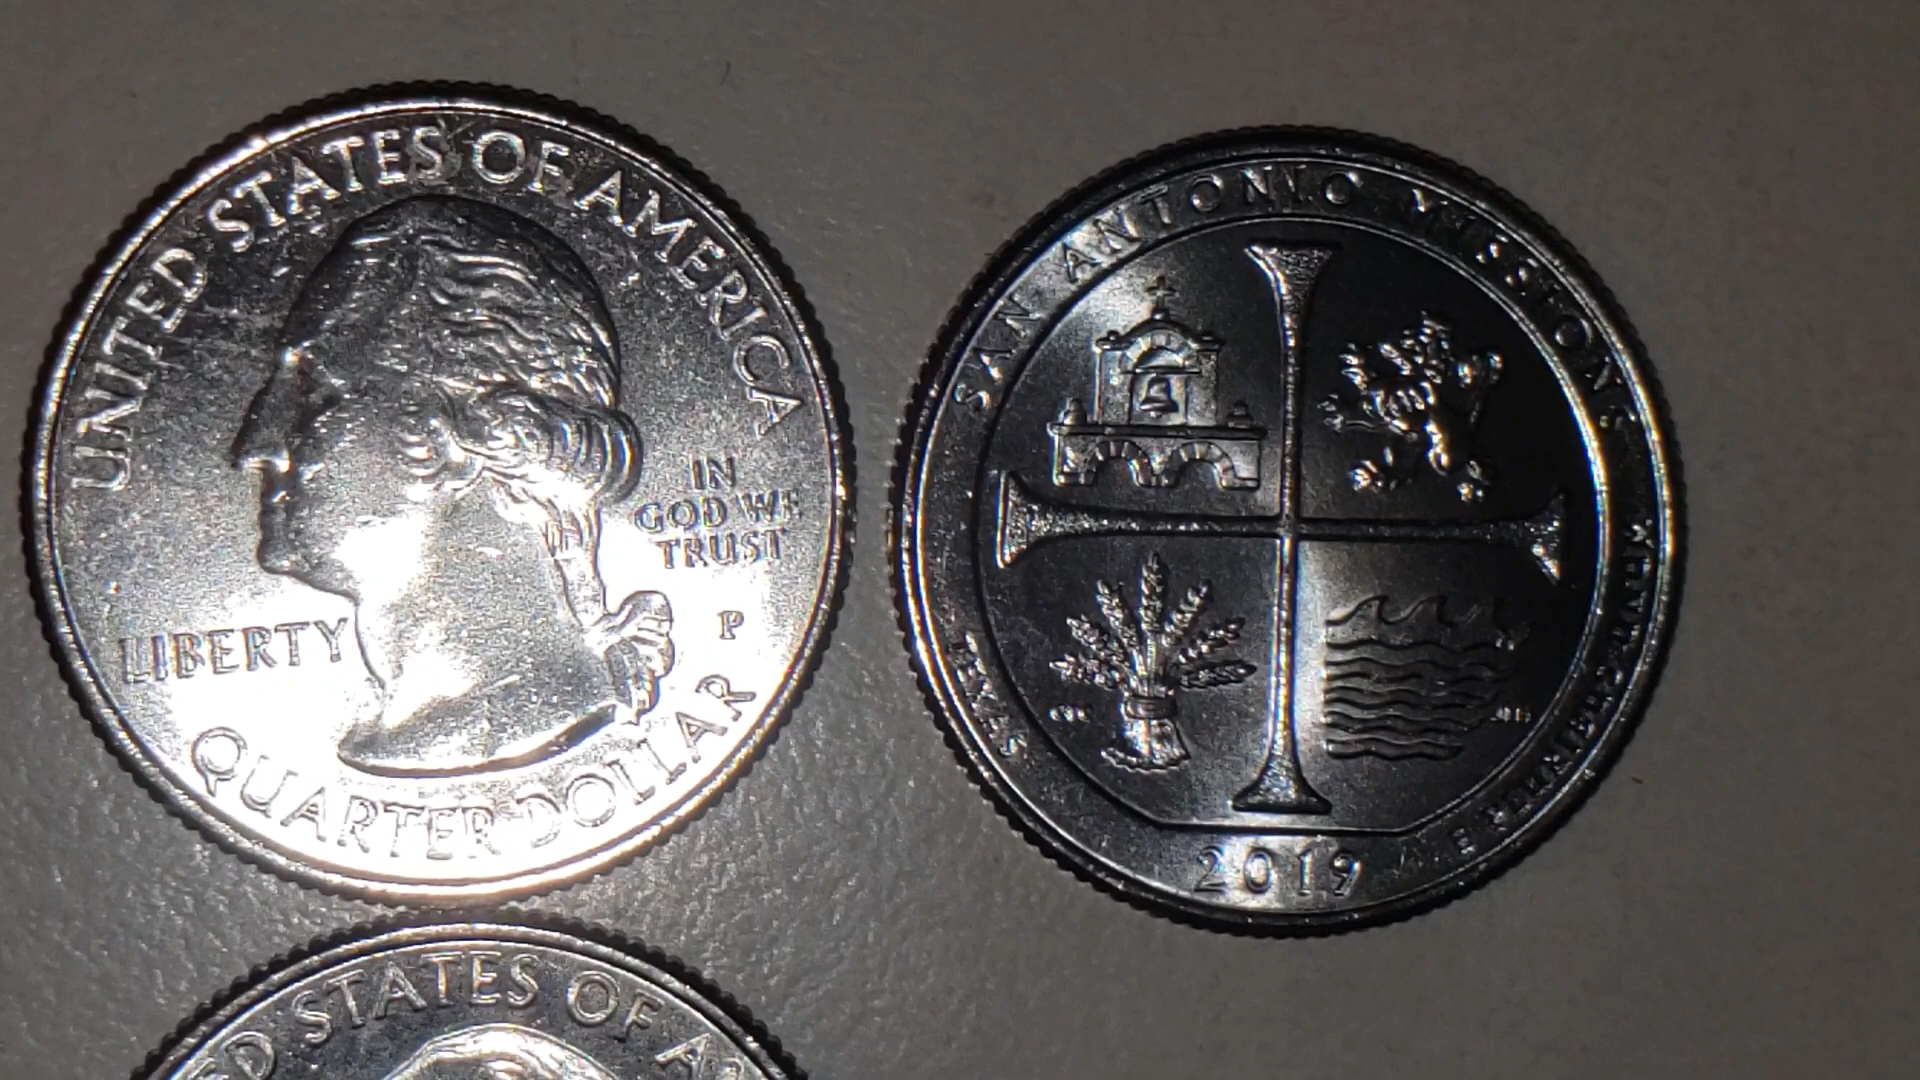 UNITED STATES OF AMERICA
IN
GOD WE
TRUST
P
LIBERTY
QUARTER DOLLAR
SAN ANTONIO MISSIONS
TEXAS
2019
E PLURIBUS UNUM
STATES OF